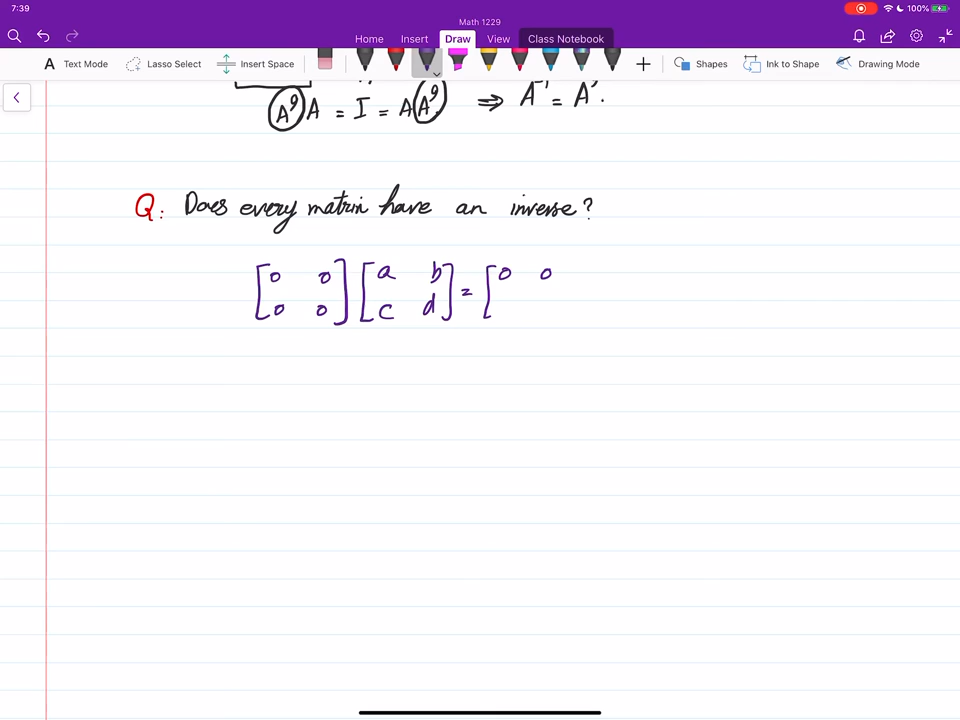 7:39
100%
Math 1229
Home Insert Draw View Class Notebook
A Text Mode Lasso Select Insert Space Shapes Ink to Shape Drawing Mode
A⁹A = I = AA⁹ ⇒ A⁻¹ = A⁹.
Q: Does every matrix have an inverse?
[0 0] [a b] = [0 0
[0 0] [c d]